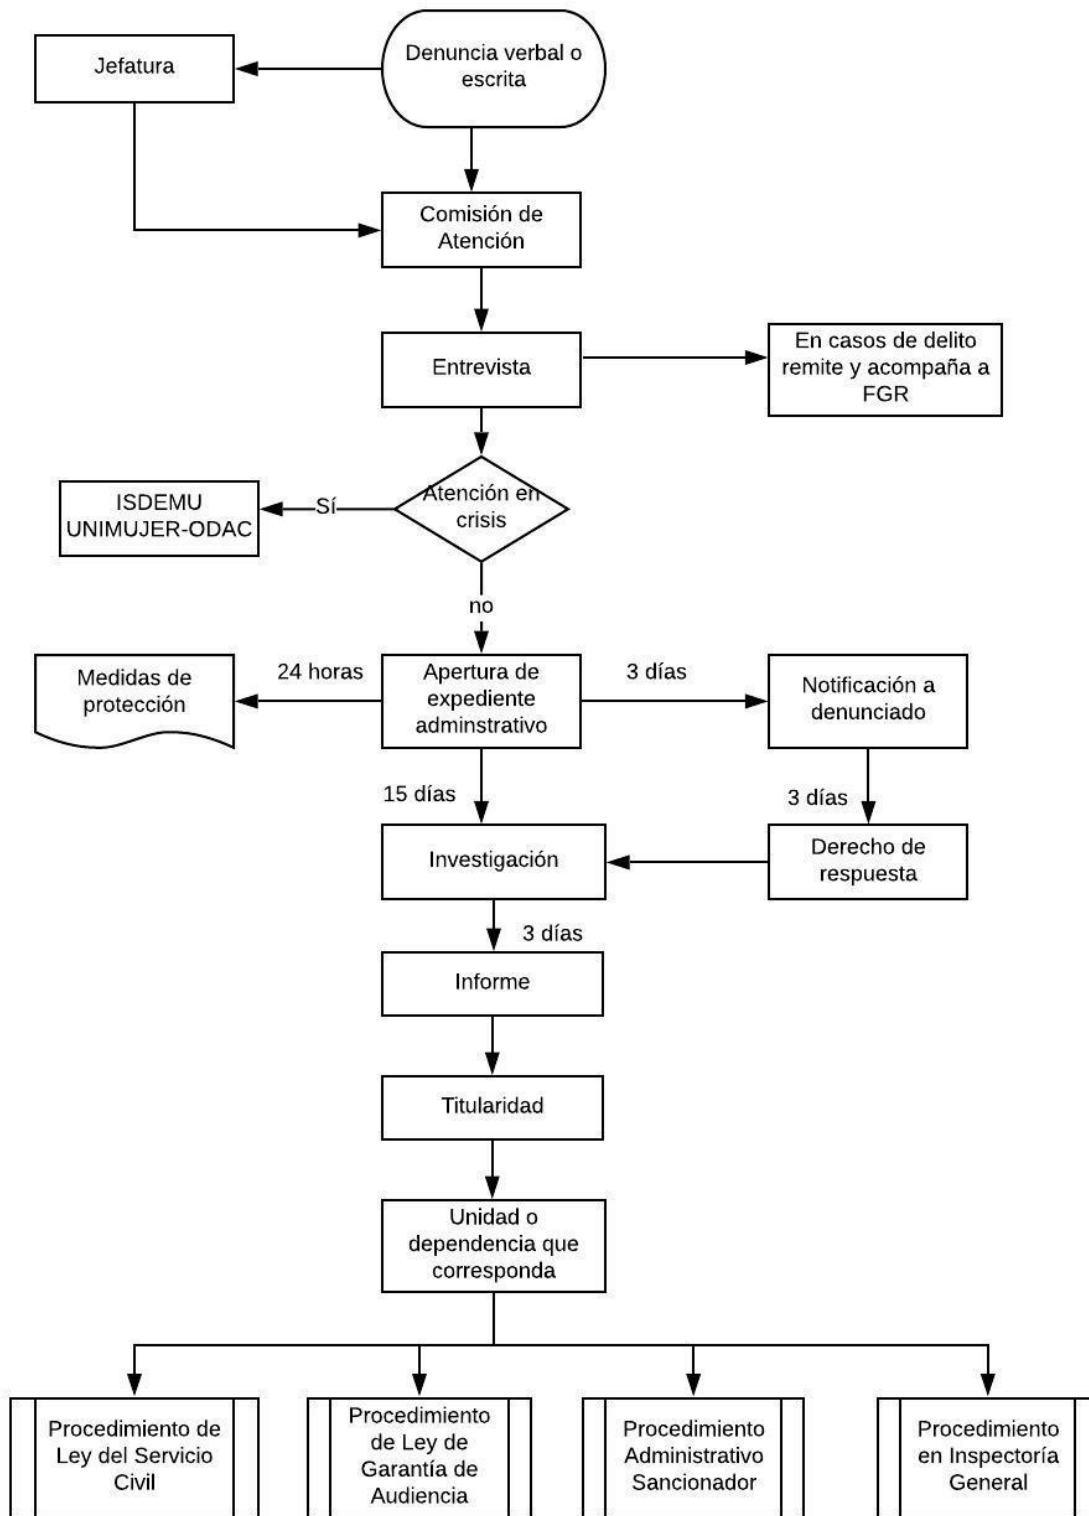 Denuncia verbal o
escrita
Jefatura
Comisión de
Atención
Entrevista
En casos de delito
remite y acompaña a
FGR
Atención en
crisis
Sí
ISDEMU
UNIMUJER-ODAC
no
Apertura de
expediente
adminstrativo
24 horas
Medidas de
protección
3 días
Notificación a
denunciado
15 días
3 días
Investigación
Derecho de
respuesta
3 días
Informe
Titularidad
Unidad o
dependencia que
corresponda
Procedimiento de
Ley del Servicio
Civil
Procedimiento
de Ley de
Garantía de
Audiencia
Procedimiento
Administrativo
Sancionador
Procedimiento
en Inspectoría
General